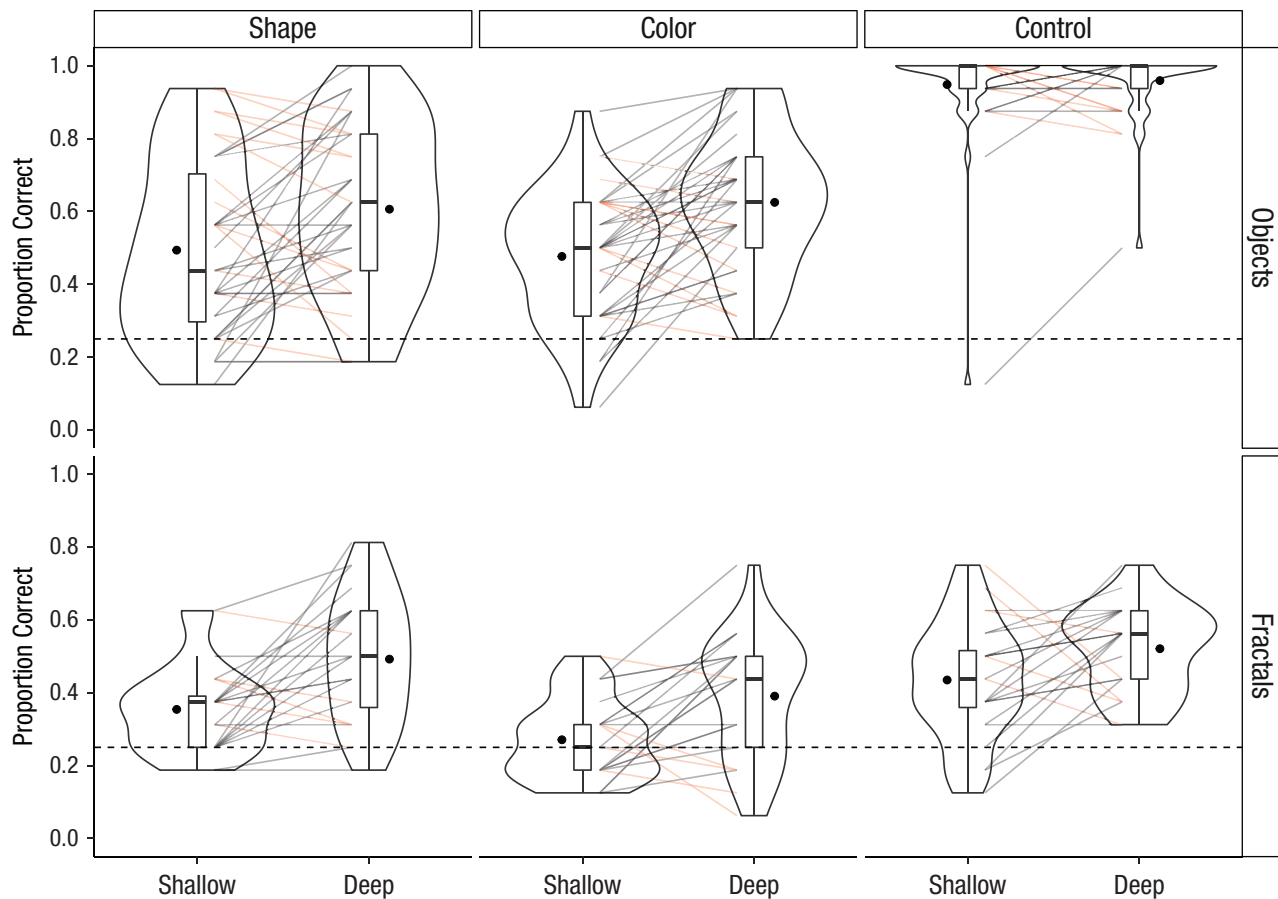 Shape
Color
Control
1.0
0.8
0.6
0.4
0.2
0.0
Proportion Correct
Objects
1.0
0.8
0.6
0.4
0.2
0.0
Proportion Correct
Fractals
Shallow
Deep
Shallow
Deep
Shallow
Deep